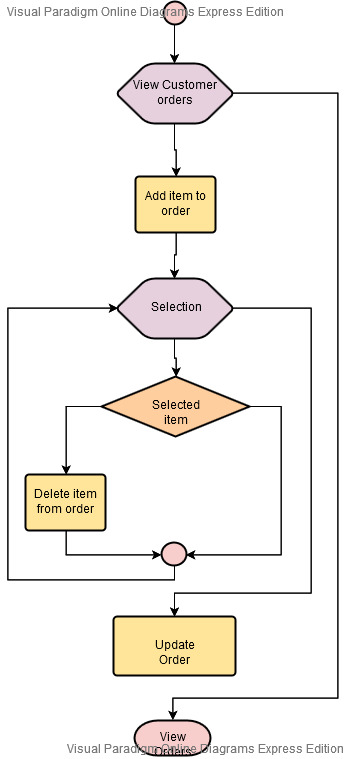 Visual Paradigm Online Diagrams Express Edition
View Customer
orders
Add item to
order
Selection
Selected
item
Delete item
from order
Update
Order
View
Orders
Visual Paradigm Online Diagrams Express Edition